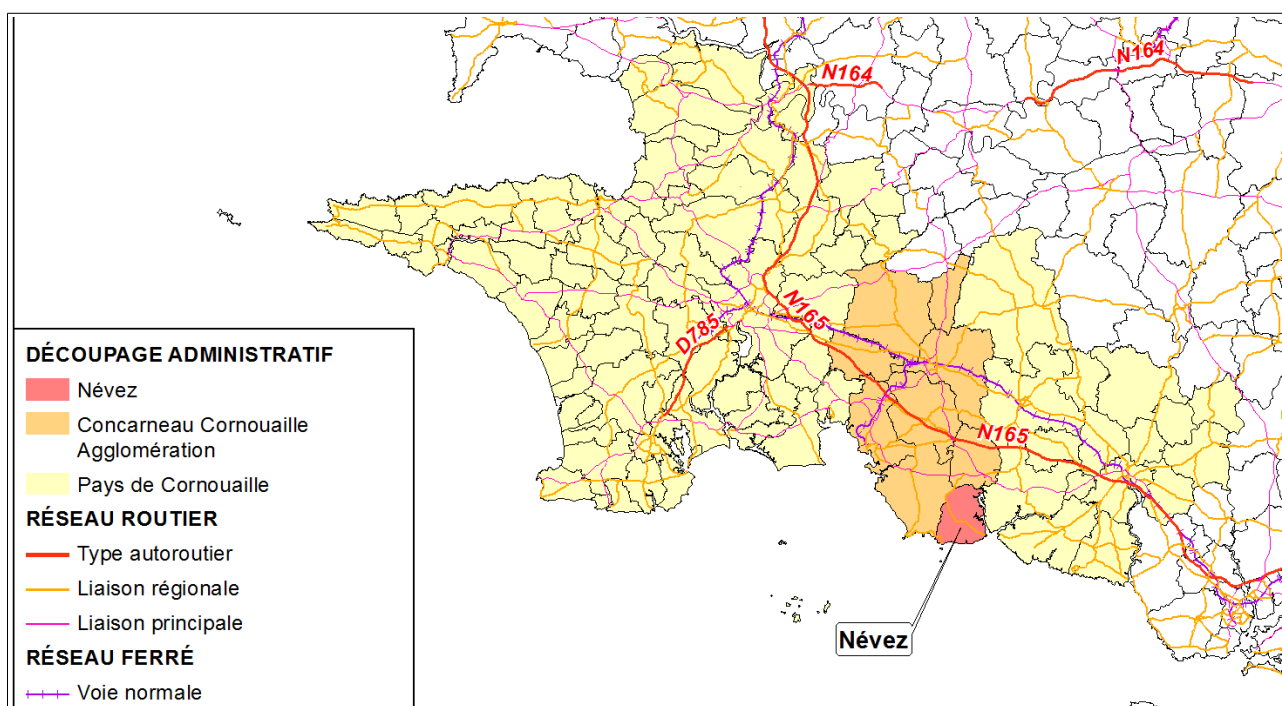 N164
N164
N165
D785
N165
Névez
DÉCOUPAGE ADMINISTRATIF
Névez
Concarneau Cornouaille
Agglomération
Pays de Cornouaille
RÉSEAU ROUTIER
Type autoroutier
Liaison régionale
Liaison principale
RÉSEAU FERRÉ
Voie normale